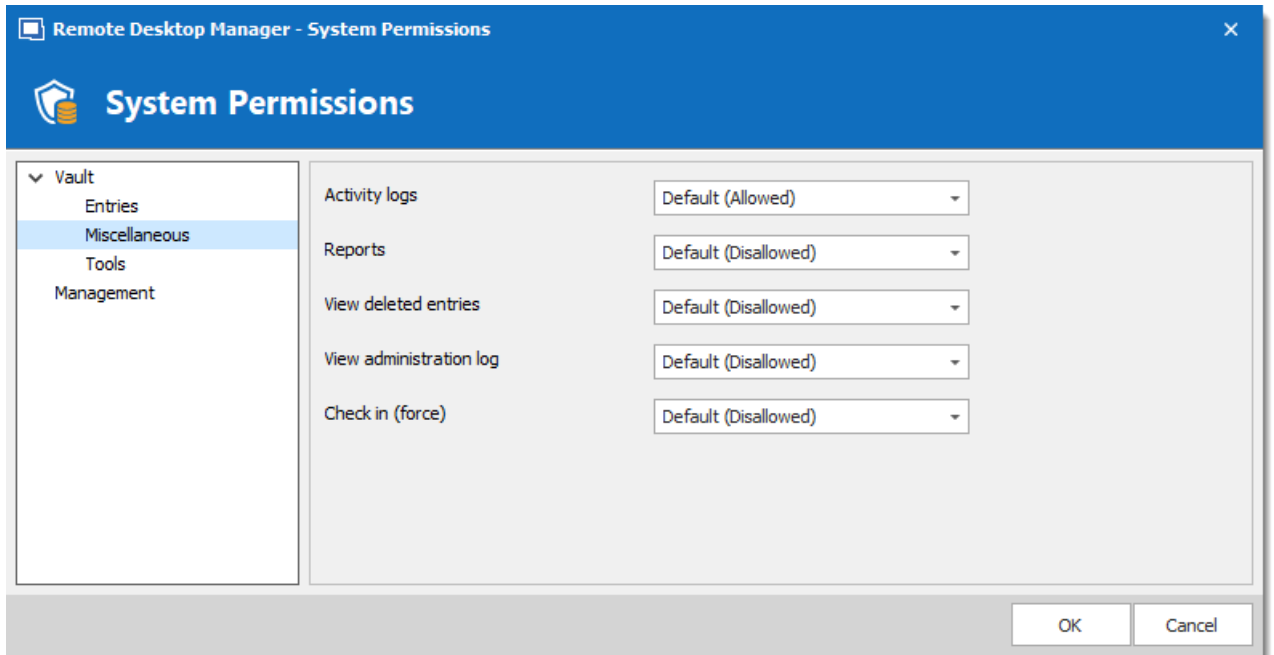 Remote Desktop Manager - System Permissions
System Permissions
Vault
Entries
Miscellaneous
Tools
Management
Activity logs Default (Allowed)
Reports Default (Disallowed)
View deleted entries Default (Disallowed)
View administration log Default (Disallowed)
Check in (force) Default (Disallowed)
OK Cancel